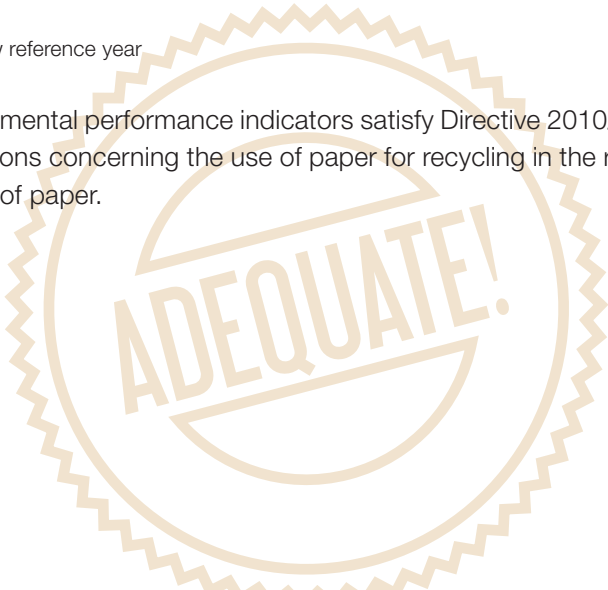 reference year
mental performance indicators satisfy Directive 2010
ons concerning the use of paper for recycling in the
of paper.
ADEQUATE!